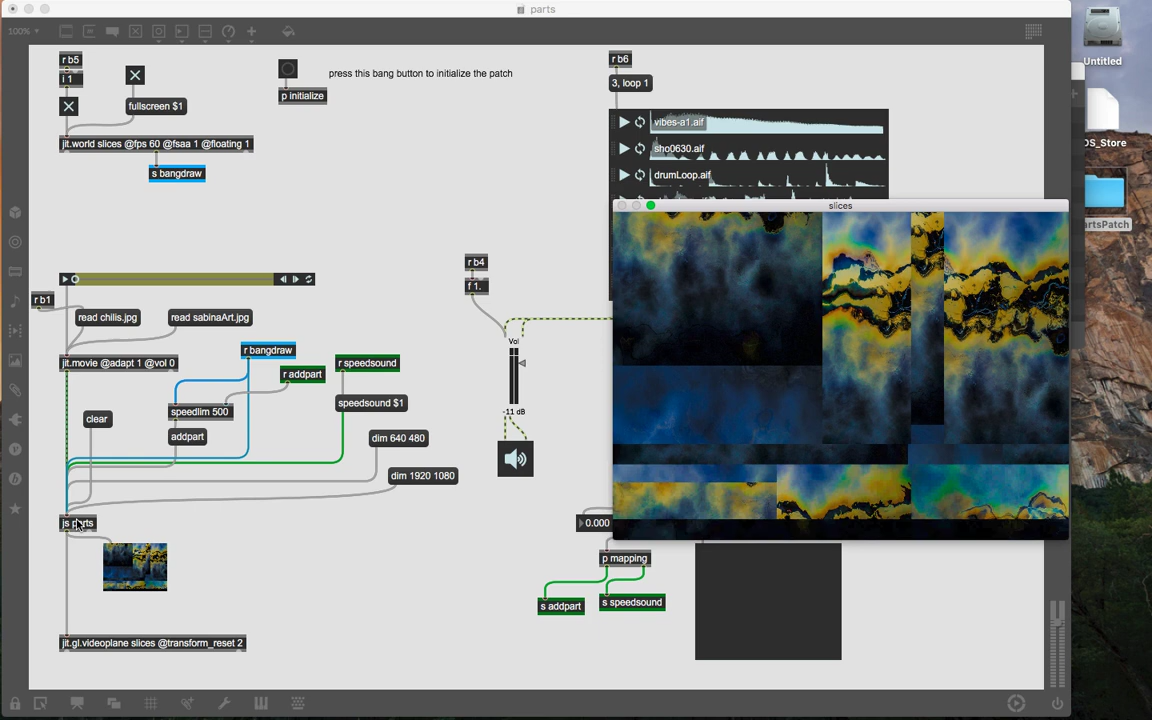 parts
100%
r b5
i 1
fullscreen $1
press this bang button to initialize the patch
p initialize
r b6
3, loop 1
vibes-a1.aif
sho0630.aif
drumLoop.aif
jit.world slices @fps 60 @fsaa 1 @floating 1
s bangdraw
slices
Untitled
DS_Store
artsPatch
r b4
f 1.
r b1
read chilis.jpg
read sabinaArt.jpg
jit.movie @adapt 1 @vol 0
r bangdraw
r addpart
r speedsound
speedlim 500
speedsound $1
addpart
clear
dim 640 480
dim 1920 1080
Vol
-11 dB
js parts
0.000
p mapping
s addpart
s speedsound
jit.gl.videoplane slices @transform_reset 2